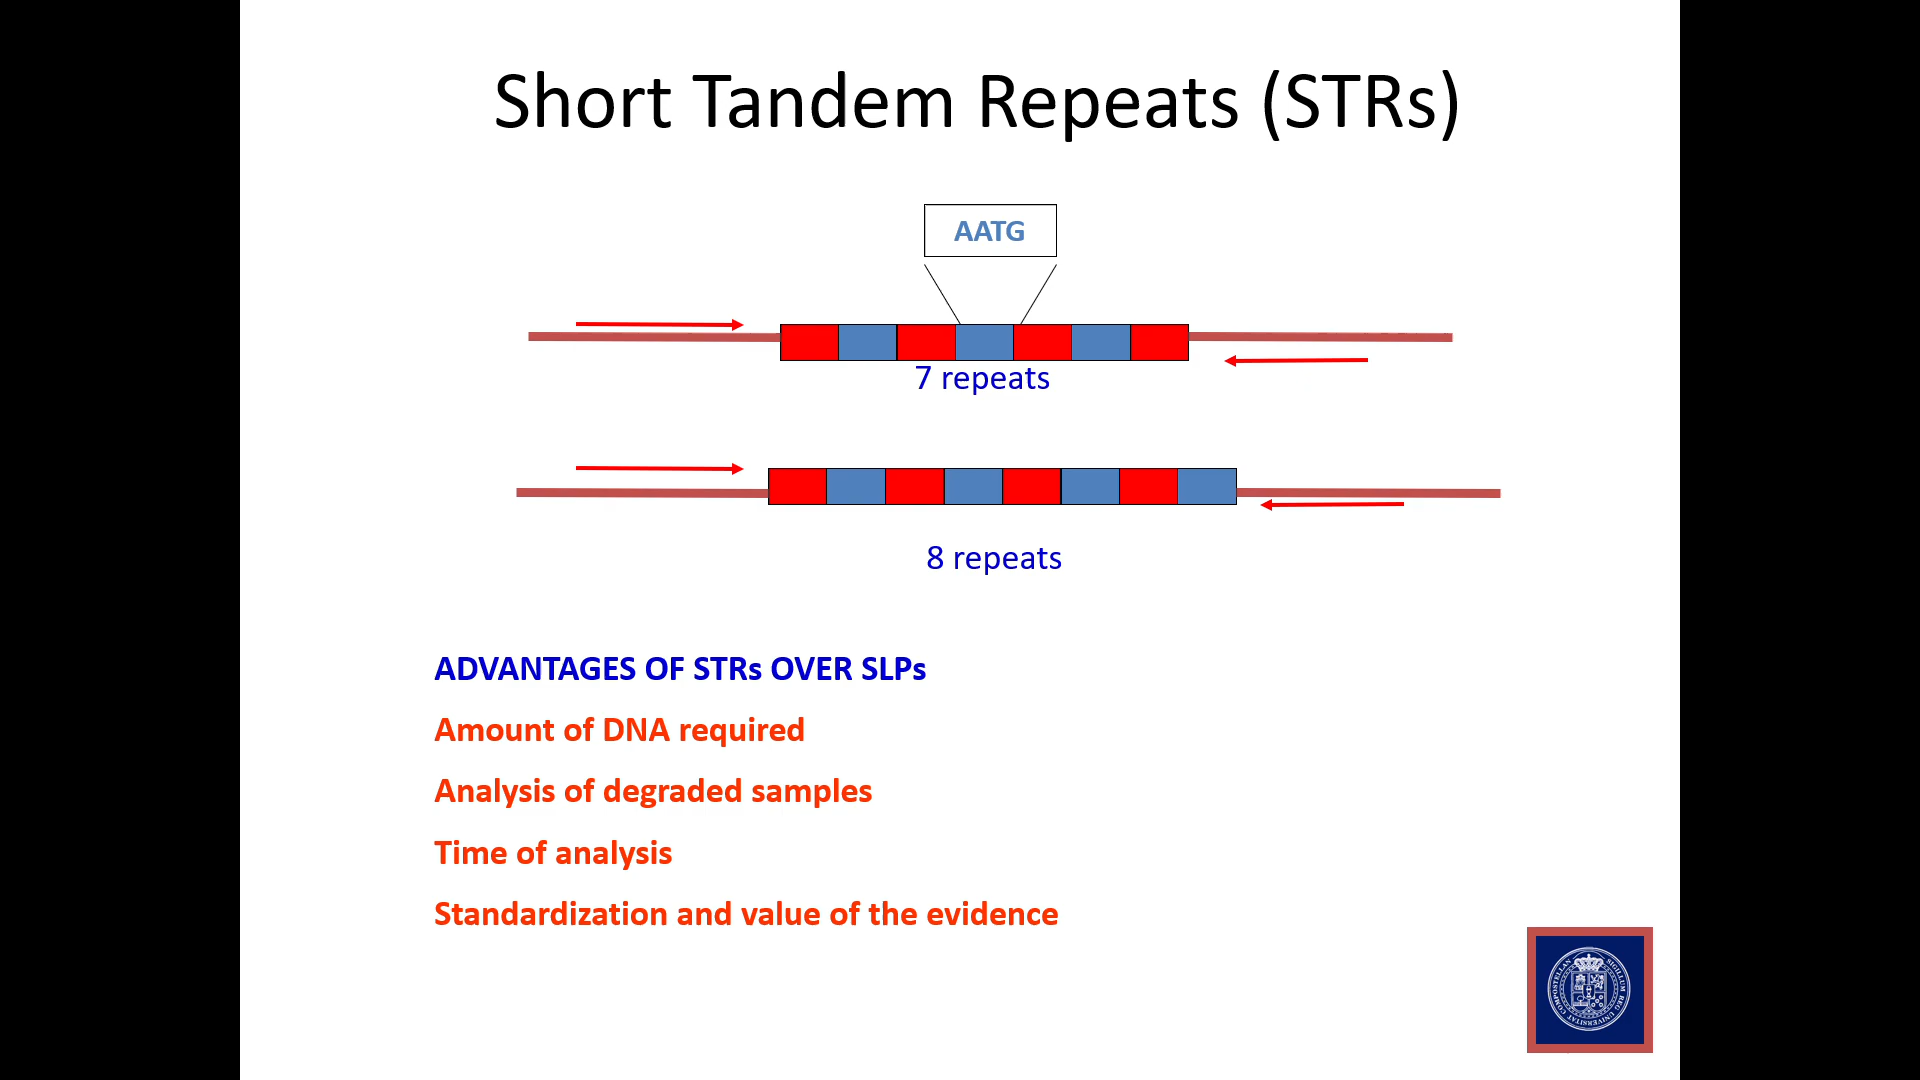 Short Tandem Repeats (STRs)
AATG
7 repeats
8 repeats
ADVANTAGES OF STRs OVER SLPs
Amount of DNA required
Analysis of degraded samples
Time of analysis
Standardization and value of the evidence